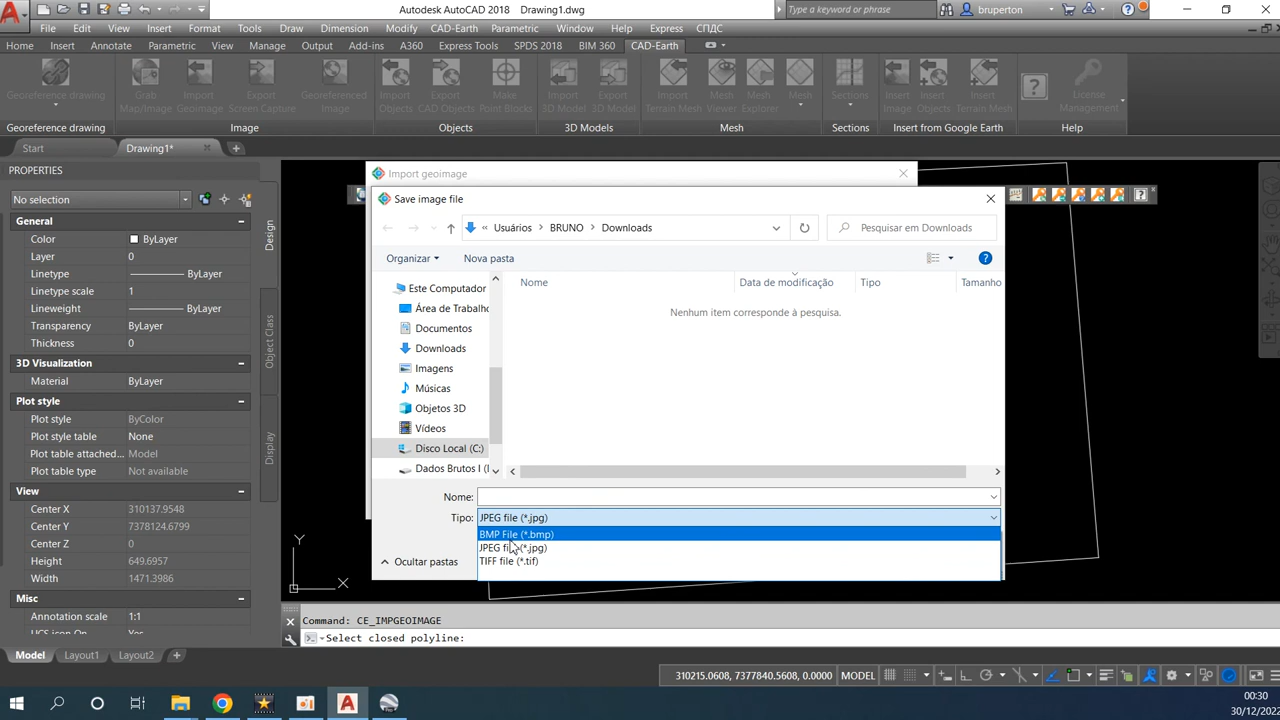 Autodesk AutoCAD 2018 Drawing1.dwg
Type a keyword or phrase
bruperton
File Edit View Insert Format Tools Draw Dimension Modify CAD-Earth Parametric Window Help Express СПДС
Home Insert Annotate Parametric View Manage Output Add-ins A360 Express Tools SPDS 2018 BIM 360 CAD-Earth
Georeference drawing
Grab Map/Image
Import Geoimage
Export Screen Capture
Georeferenced Image
Import Objects
Export CAD Objects
Make Point Blocks
Import 3D Model
Export 3D Models
Import Terrain Mesh
Mesh Viewer
Mesh Explorer
Mesh
Sections
Insert Image
Insert Objects
Insert Terrain Mesh
License Management
Georeference drawing Image Objects 3D Models Mesh Sections Insert from Google Earth Help
Start Drawing1*
PROPERTIES
No selection
General
Color ByLayer
Layer 0
Linetype ByLayer
Linetype scale 1
Lineweight ByLayer
Transparency ByLayer
Thickness 0
3D Visualization
Material ByLayer
Plot style
Plot style ByColor
Plot style table None
Plot table attached... Model
Plot table type Not available
View
Center X 310137.9548
Center Y 7378124.6799
Center Z 0
Height 649.6957
Width 1471.3986
Misc
Annotation scale 1:1
UCS icon On Yes
Design
Object Class
Display
Import geoimage
Save image file
« Usuários > BRUNO > Downloads
Pesquisar em Downloads
Organizar Nova pasta
Este Computador
Área de Trabalho
Documentos
Downloads
Imagens
Músicas
Objetos 3D
Vídeos
Disco Local (C:)
Dados Brutos I (
Nome Data de modificação Tipo Tamanho
Nenhum item corresponde à pesquisa.
Nome:
Tipo: JPEG file (*.jpg)
BMP File (*.bmp)
JPEG file (*.jpg)
TIFF file (*.tif)
Ocultar pastas
Y
X
Command: CE_IMPGEOIMAGE
Select closed polyline:
Model Layout1 Layout2
310215.0608, 7377840.5608, 0.0000 MODEL
00:30
30/12/2022